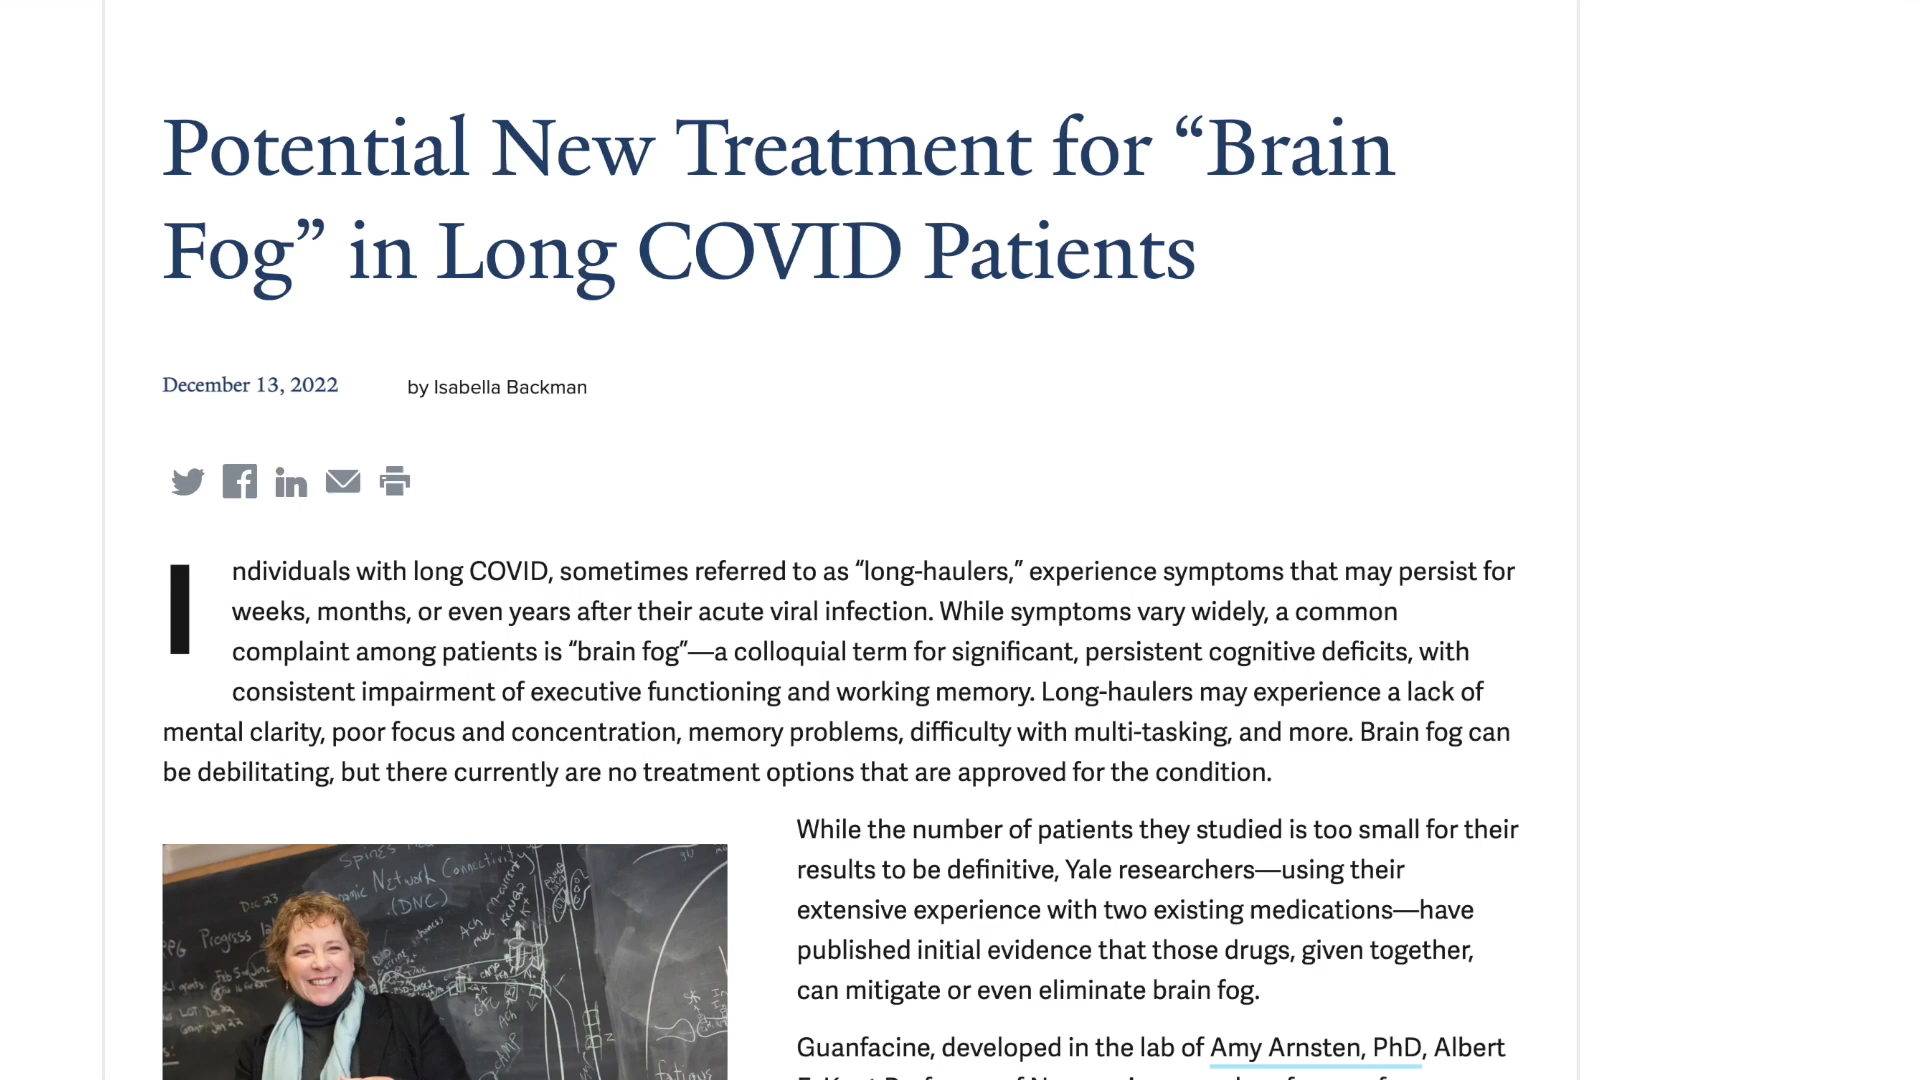 Potential New Treatment for “Brain
Fog” in Long COVID Patients
December 13, 2022 by Isabella Backman
Individuals with long COVID, sometimes referred to as “long-haulers,” experience symptoms that may persist for
weeks, months, or even years after their acute viral infection. While symptoms vary widely, a common
complaint among patients is “brain fog”—a colloquial term for significant, persistent cognitive deficits, with
consistent impairment of executive functioning and working memory. Long-haulers may experience a lack of
mental clarity, poor focus and concentration, memory problems, difficulty with multi-tasking, and more. Brain fog can
be debilitating, but there currently are no treatment options that are approved for the condition.
While the number of patients they studied is too small for their
results to be definitive, Yale researchers—using their
extensive experience with two existing medications—have
published initial evidence that those drugs, given together,
can mitigate or even eliminate brain fog.
Guanfacine, developed in the lab of Amy Arnsten, PhD, Albert
Spines
Network Connectivity
(DNC)
Dec 23
Progress
ACh
cAMP